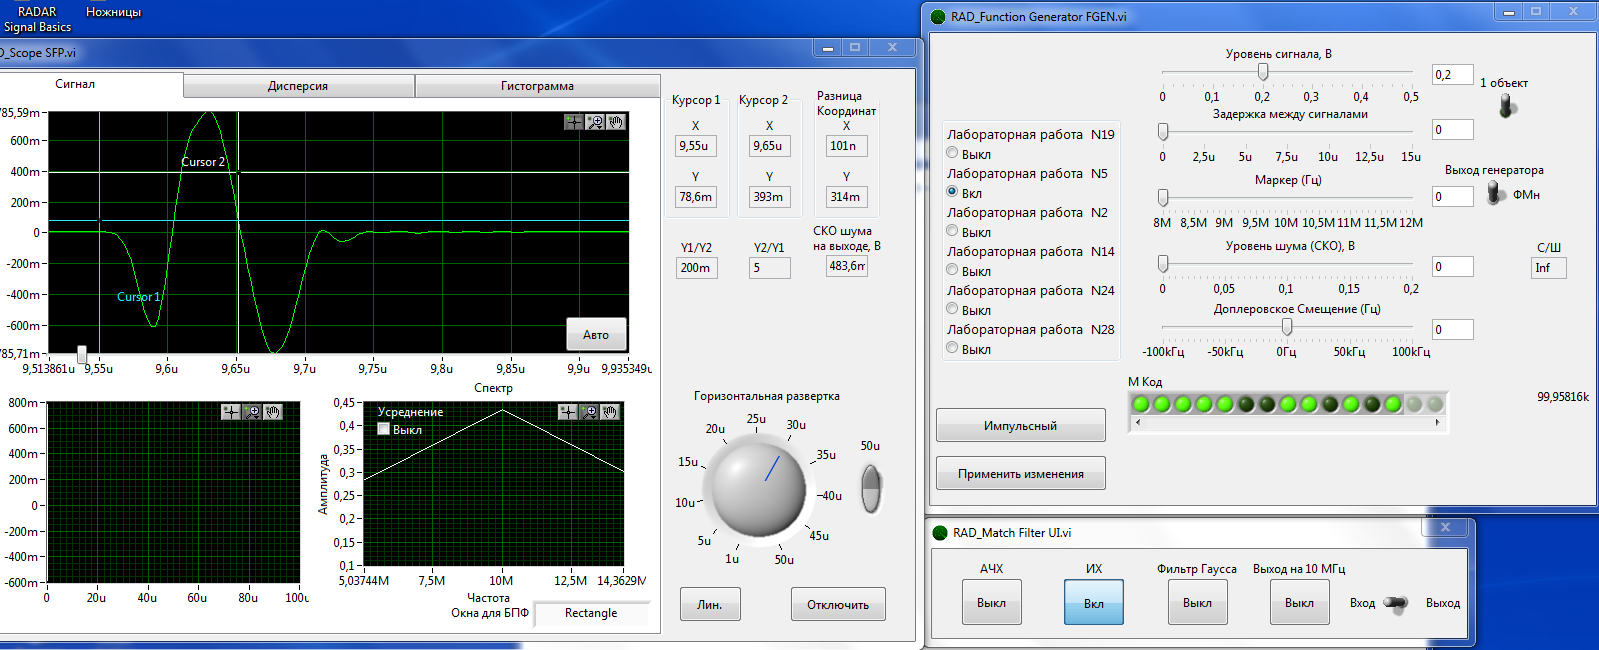 RADAR
Signal Basics
Ножницы
D_Scope SFP.vi
Сигнал
Дисперсия
Гистограмма
785,59m
600m
400m
200m
0
-200m
-400m
-600m
785,71m
Cursor 2
Cursor 1
Авто
9,513861u 9,55u 9,6u 9,65u 9,7u 9,75u 9,8u 9,85u 9,9u 9,935349u
Курсор 1
X
9,55u
Y
78,6m
Курсор 2
X
9,65u
Y
393m
Разница
Координат
X
101n
Y
314m
Y1/Y2
200m
Y2/Y1
5
СКО шума
на выходе, В
483,6m
800m
600m
400m
200m
0
-200m
-400m
-600m
0 20u 40u 60u 80u 100u
Спектр
Усреднение
Выкл
Амплитуда
0,45
0,4
0,35
0,3
0,25
0,2
0,15
0,1
5,03744M 7,5M 10M 12,5M 14,3629M
Частота
Окна для БПФ Rectangle
Горизонтальная развертка
1u 5u 10u 15u 20u 25u 30u 35u 40u 45u 50u
50u
Лин.
Отключить
RAD_Function Generator FGEN.vi
Лабораторная работа N19
Выкл
Лабораторная работа N5
Вкл
Лабораторная работа N2
Выкл
Лабораторная работа N14
Выкл
Лабораторная работа N24
Выкл
Лабораторная работа N28
Выкл
Уровень сигнала, В
0 0,1 0,2 0,3 0,4 0,5
0,2
1 объект
Задержка между сигналами
0 2,5u 5u 7,5u 10u 12,5u 15u
0
Маркер (Гц)
8M 8,5M 9M 9,5M 10M 10,5M 11M 11,5M 12M
0
Выход генератора
ФМн
Уровень шума (СКО), В
0 0,05 0,1 0,15 0,2
0
С/Ш
Inf
Доплеровское Смещение (Гц)
-100кГц -50кГц 0Гц 50кГц 100кГц
0
М Код
99,95816k
Импульсный
Применить изменения
RAD_Match Filter UI.vi
АЧХ
Выкл
ИХ
Вкл
Фильтр Гаусса
Выкл
Выход на 10 МГц
Выкл
Вход Выход